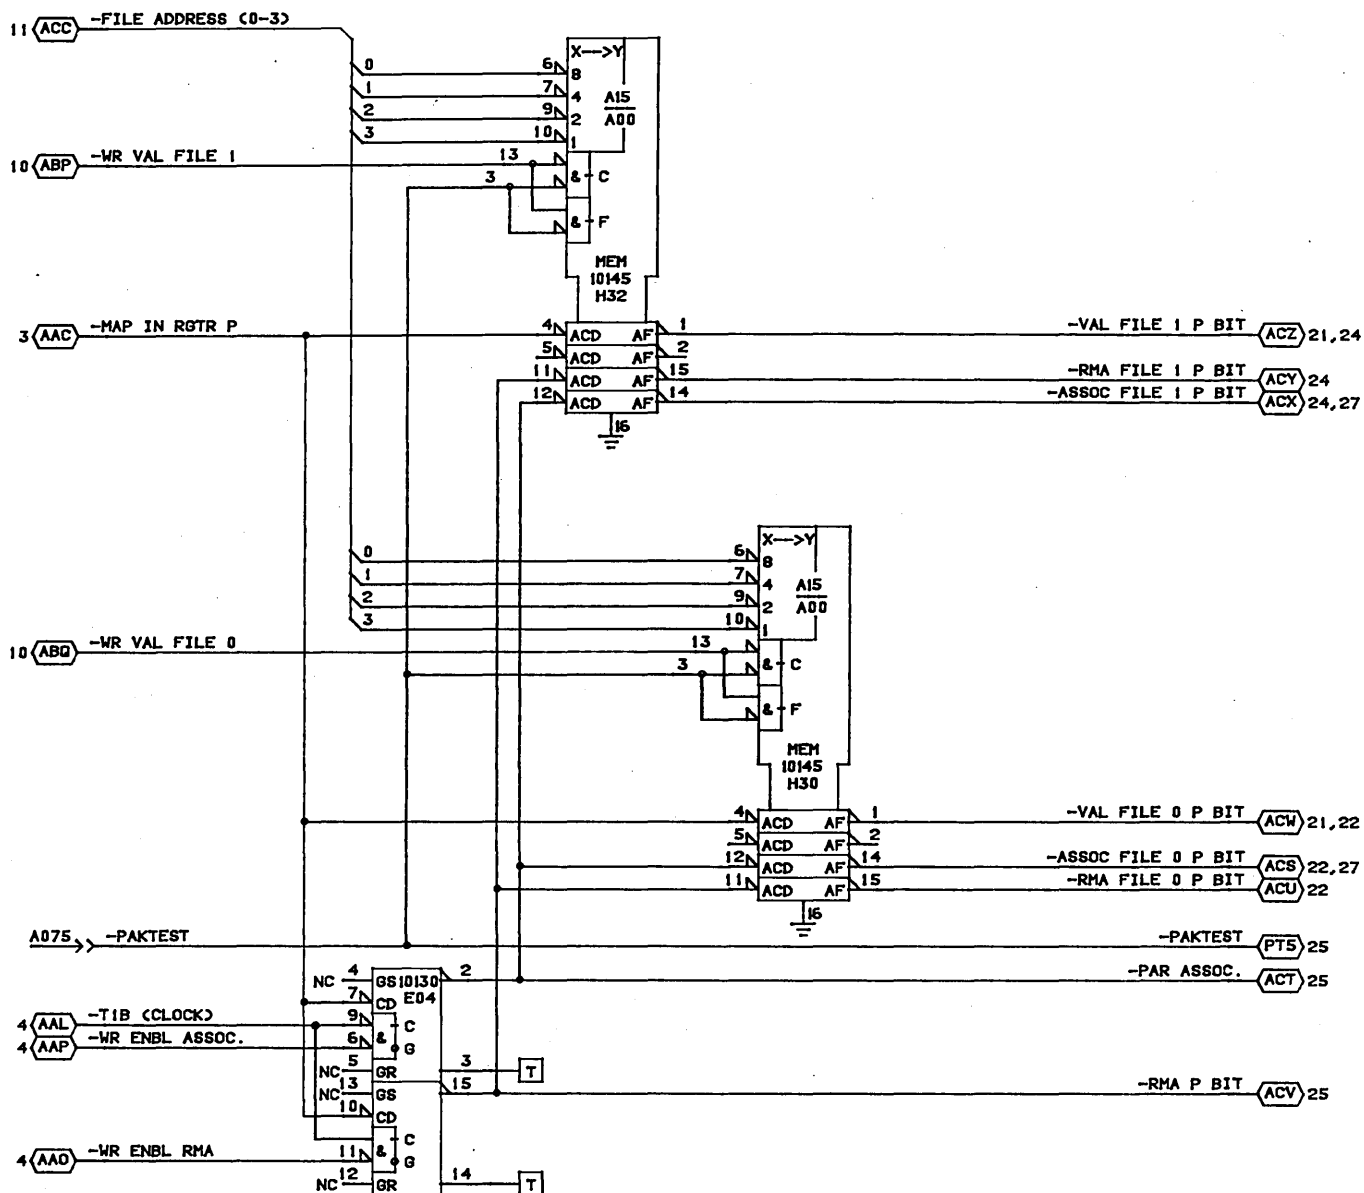 11 ACC -FILE ADDRESS (0-3)
X-->Y
0 6 8
1 7 4
A15
2 9 2
A00
3 10 1
10 ABP -WR VAL FILE 1 13
& C
3
& F
MEM
10145
H32
3 AAC -MAP IN RGTR P 4 ACD AF 1 -VAL FILE 1 P BIT ACZ 21,24
5 ACD AF 2
11 ACD AF 15 -RMA FILE 1 P BIT ACY 24
12 ACD AF 14 -ASSOC FILE 1 P BIT ACX 24,27
16
X-->Y
0 6 8
1 7 4
A15
2 9 2
A00
3 10 1
10 ABQ -WR VAL FILE 0 13
3 & C
& F
MEM
10145
H30
4 ACD AF 1 -VAL FILE 0 P BIT ACW 21,22
5 ACD AF 2
12 ACD AF 14 -ASSOC FILE 0 P BIT ACS 22,27
11 ACD AF 15 -RMA FILE 0 P BIT ACU 22
16
A075 -PAKTEST -PAKTEST PT5 25
NC 4 GS 10130 2 -PAR ASSOC. ACT 25
E04
7 CD
4 AAL -T1B (CLOCK) 9 C
4 AAP -WR ENBL ASSOC. 6 & G
NC 5 GR 3 T
NC 13 GS 15 -RMA P BIT ACV 25
10 CD
C
4 AAO -WR ENBL RMA 11 & G
NC 12 GR 14 T